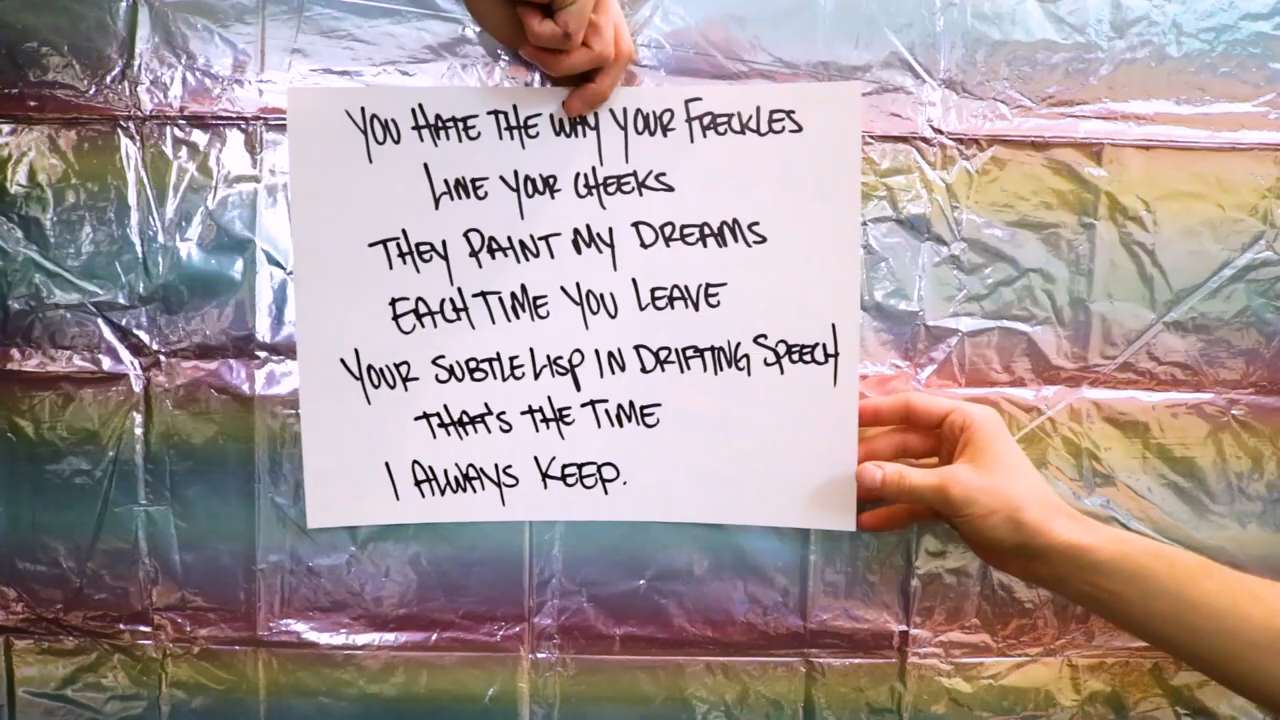 YOU HATE THE WAY YOUR FRECKLES
LINE YOUR CHEEKS
THEY PAINT MY DREAMS
EACH TIME YOU LEAVE
YOUR SUBTLE LISP IN DRIFTING SPEECH
THAT'S THE TIME
I ALWAYS KEEP.